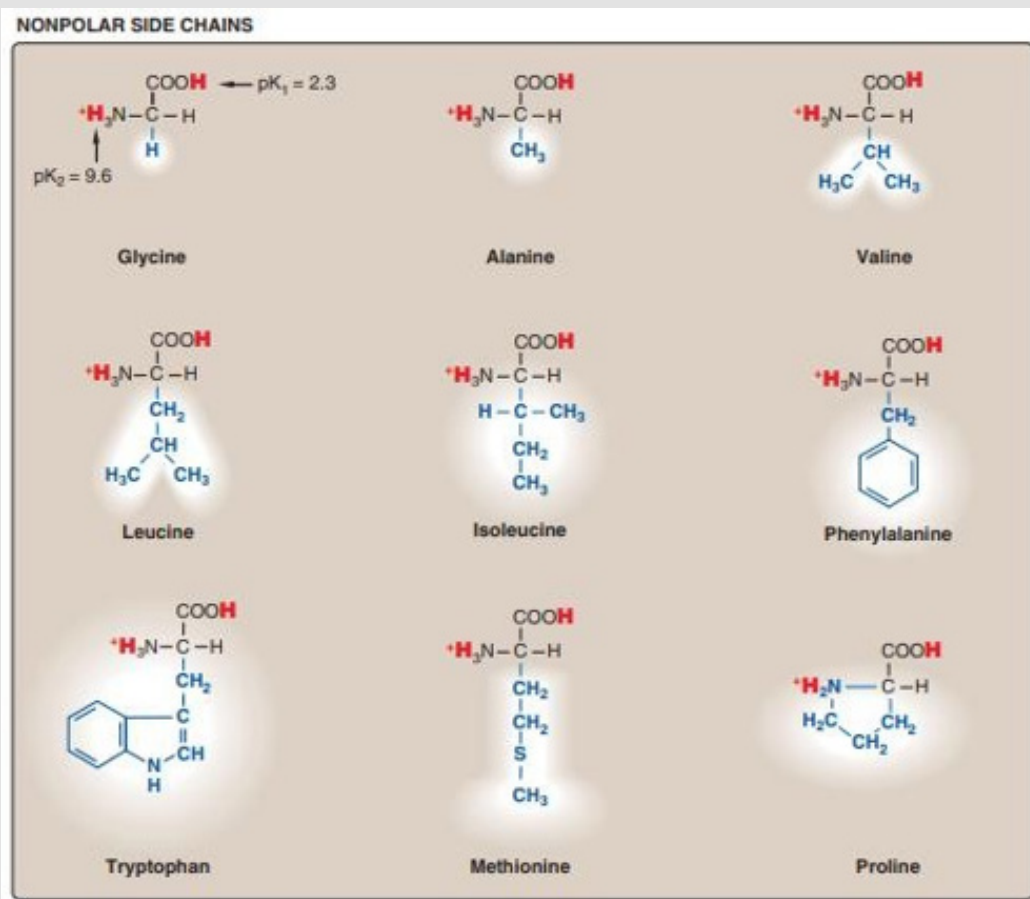 NONPOLAR SIDE CHAINS
COOH
pK₁ = 2.3
⁺H₃N–C–H
H
pK₂ = 9.6
Glycine
COOH
⁺H₃N–C–H
CH₃
Alanine
COOH
⁺H₃N–C–H
CH
H₃C CH₃
Valine
COOH
⁺H₃N–C–H
CH₂
CH
H₃C CH₃
Leucine
COOH
⁺H₃N–C–H
H–C–CH₃
CH₂
CH₃
Isoleucine
COOH
⁺H₃N–C–H
CH₂
Phenylalanine
COOH
⁺H₃N–C–H
CH₂
C
CH
N
H
Tryptophan
COOH
⁺H₃N–C–H
CH₂
CH₂
S
CH₃
Methionine
COOH
⁺H₂N–C–H
H₂C CH₂
CH₂
Proline